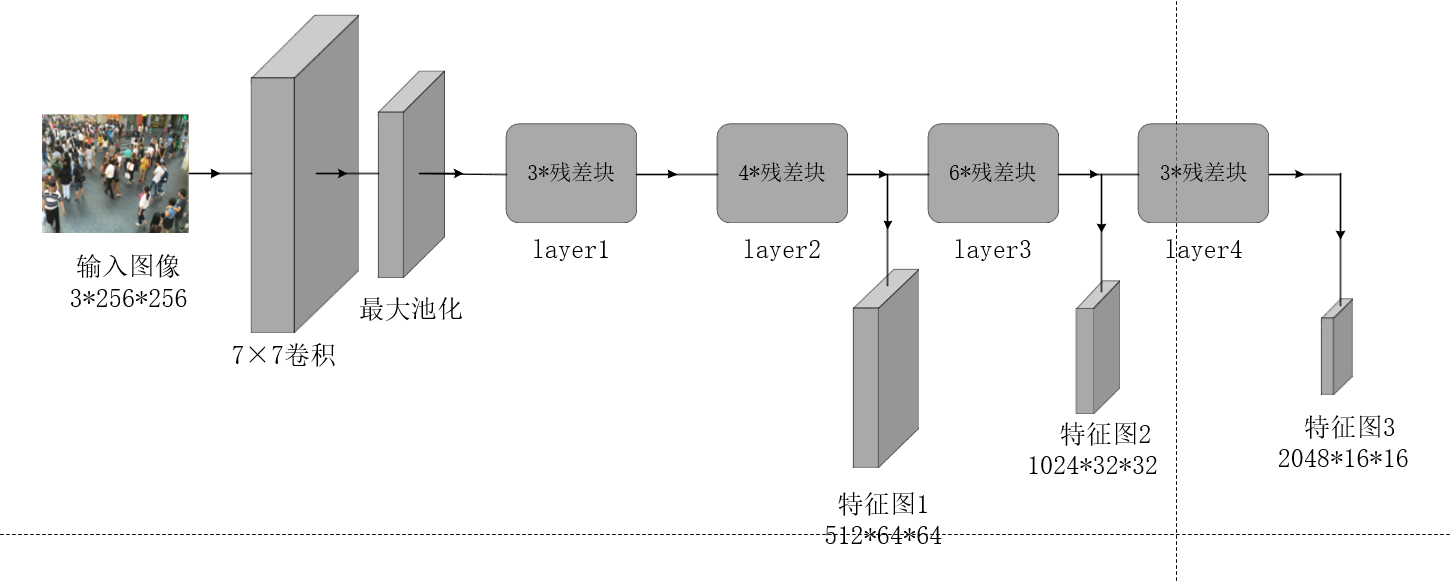 输入图像
3*256*256
7×7卷积
最大池化
3*残差块
layer1
4*残差块
layer2
6*残差块
layer3
3*残差块
layer4
特征图1
512*64*64
特征图2
1024*32*32
特征图3
2048*16*16